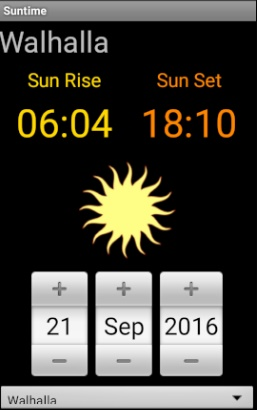 Suntime
Walhalla
Sun Rise Sun Set
06:04 18:10
+ + +
21 Sep 2016
− − −
Walhalla